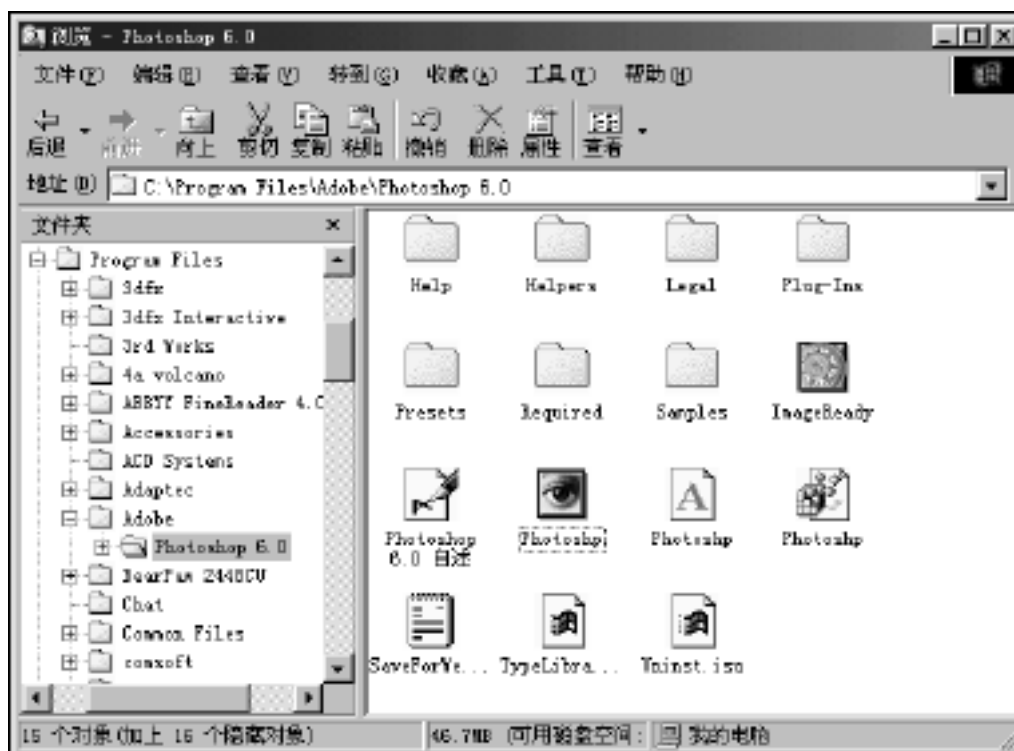 浏览 - Photoshop 6.0
文件(F) 编辑(E) 查看(V) 转到(G) 收藏(A) 工具(T) 帮助(H)
后退 前进 向上 剪切 复制 粘贴 撤销 删除 属性 查看
地址(D) C:\Program Files\Adobe\Photoshop 6.0
文件夹
Program Files
3dfx
3dfx Interactive
3rd Works
4a volcano
ABBYY FineReader 4.0
Accessories
ACD Systems
Adaptec
Adobe
Photoshop 6.0
BearPaw 2448CU
Chat
Common Files
comxsoft
Help Helpers Legal Plug-Ins
Presets Required Samples ImageReady
Photoshop 6.0 自述 Photoshp Photoshp Photoshp
SaveForWe... TypeLibra... Uninst.isu
15 个对象(加上 16 个隐藏对象) 46.7MB (可用磁盘空间: 我的电脑